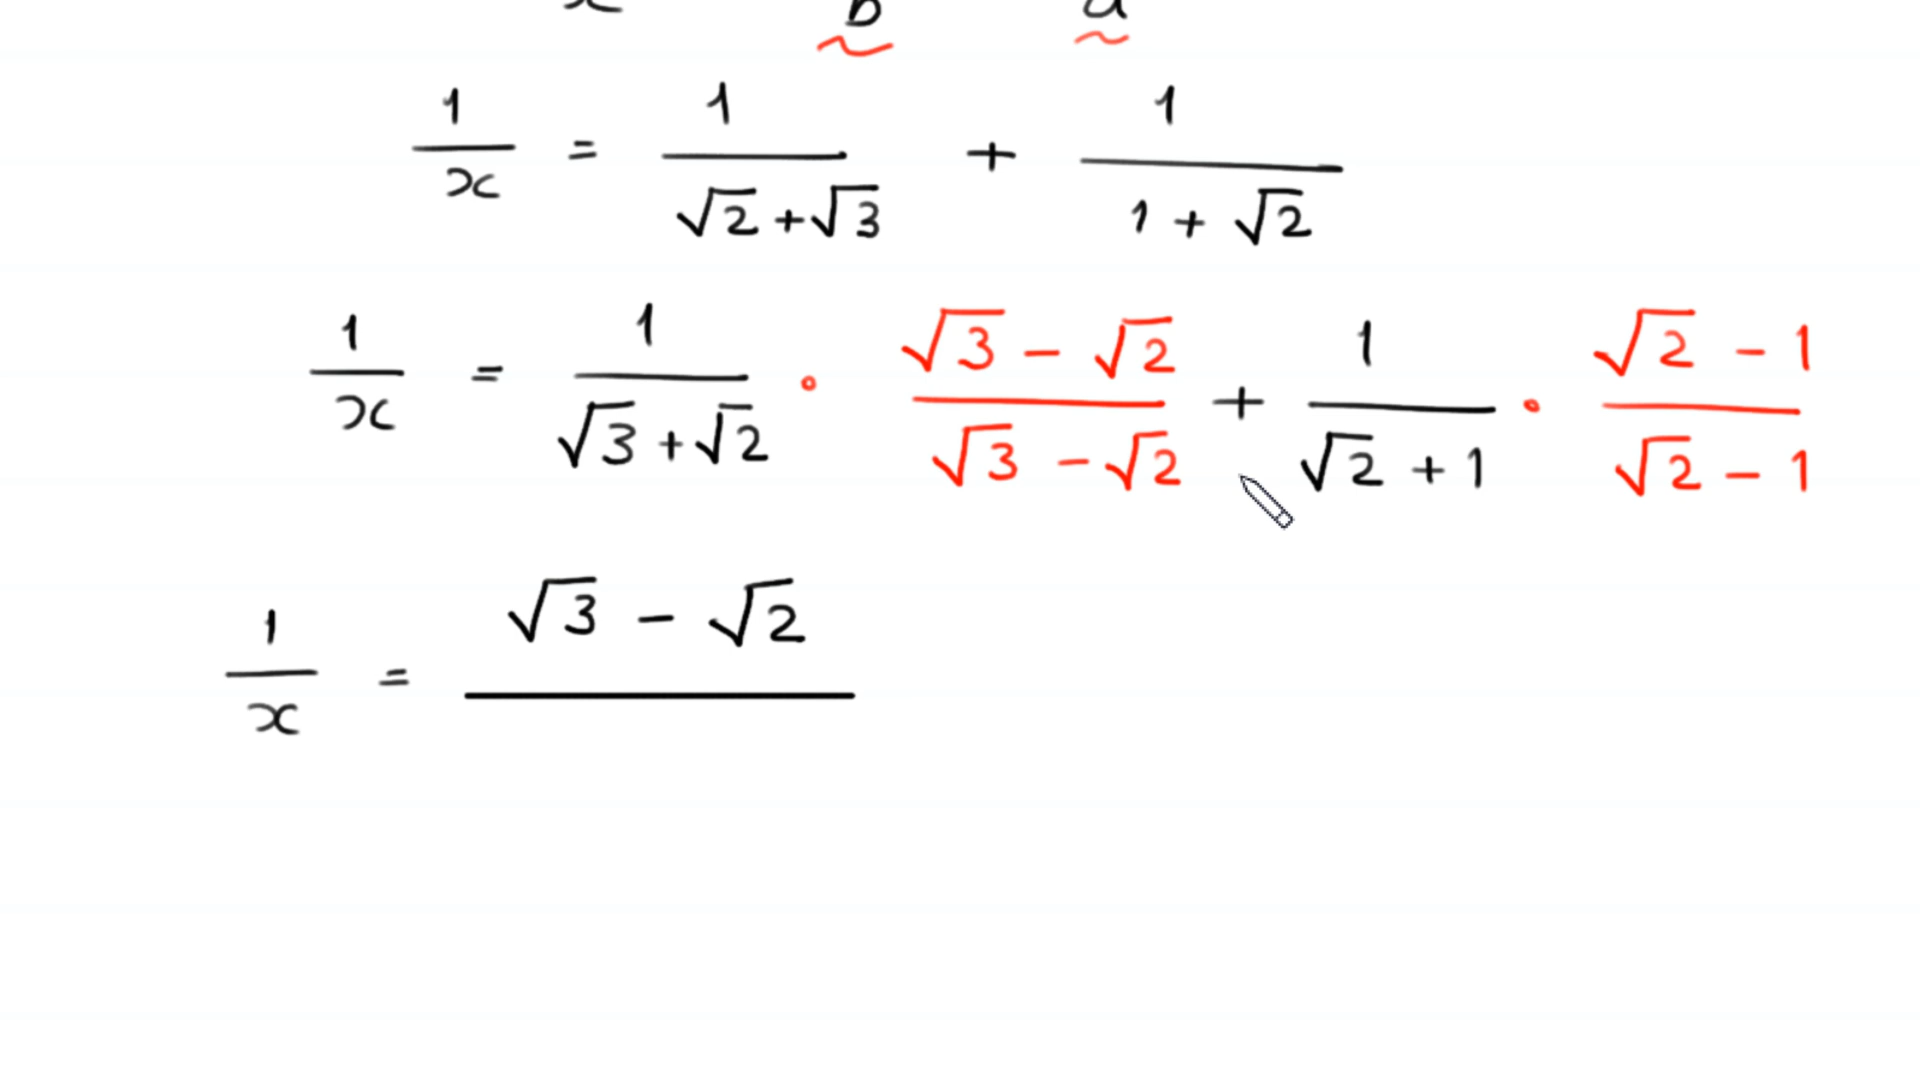 x b a
1/x = 1/(√2 + √3) + 1/(1 + √2)
1/x = 1/(√3 + √2) · (√3 - √2)/(√3 - √2) + 1/(√2 + 1) · (√2 - 1)/(√2 - 1)
1/x = (√3 - √2)/